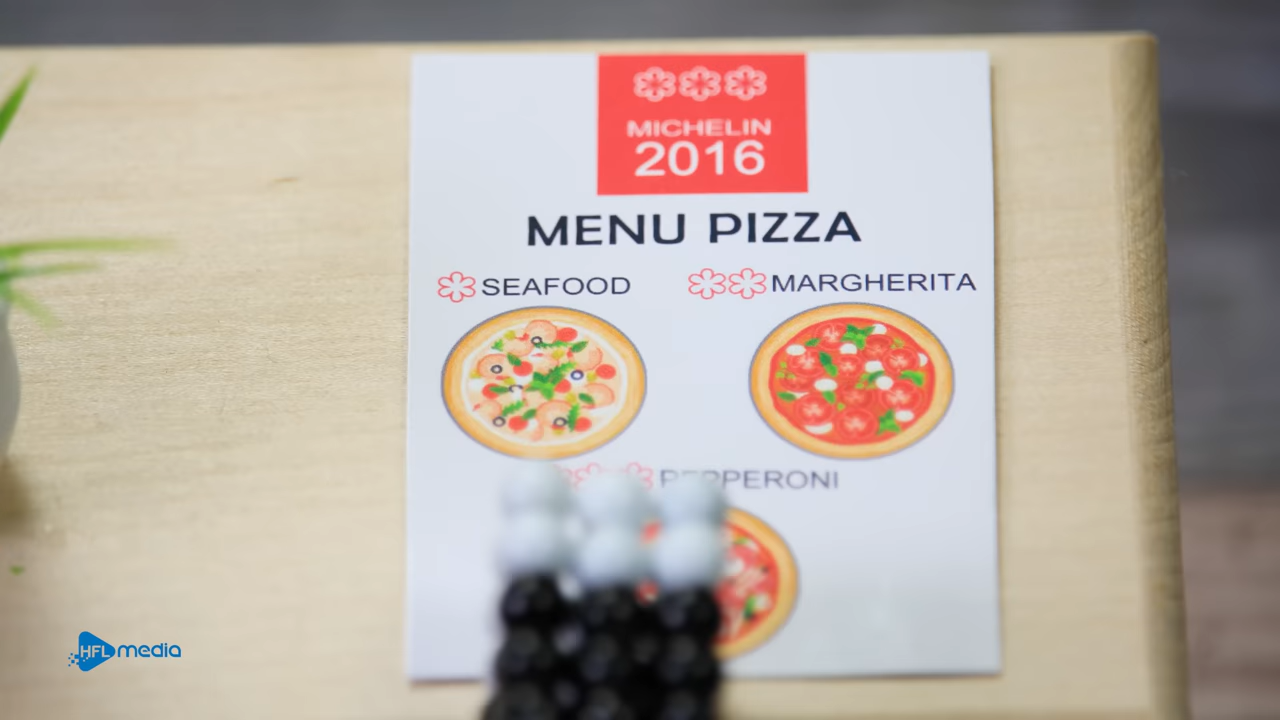 MICHELIN
2016
MENU PIZZA
SEAFOOD
MARGHERITA
PEPPERONI
HFL media